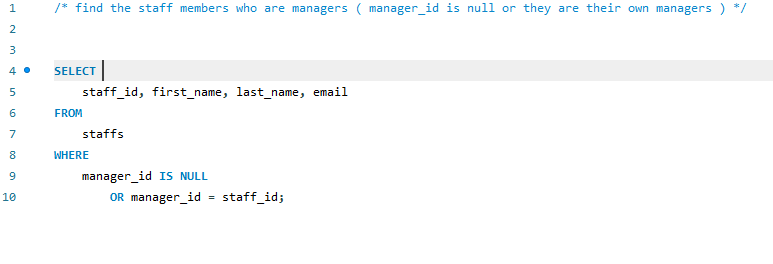 1 /* find the staff members who are managers ( manager_id is null or they are their own managers ) */
2
3
4 SELECT
5 staff_id, first_name, last_name, email
6 FROM
7 staffs
8 WHERE
9 manager_id IS NULL
10 OR manager_id = staff_id;